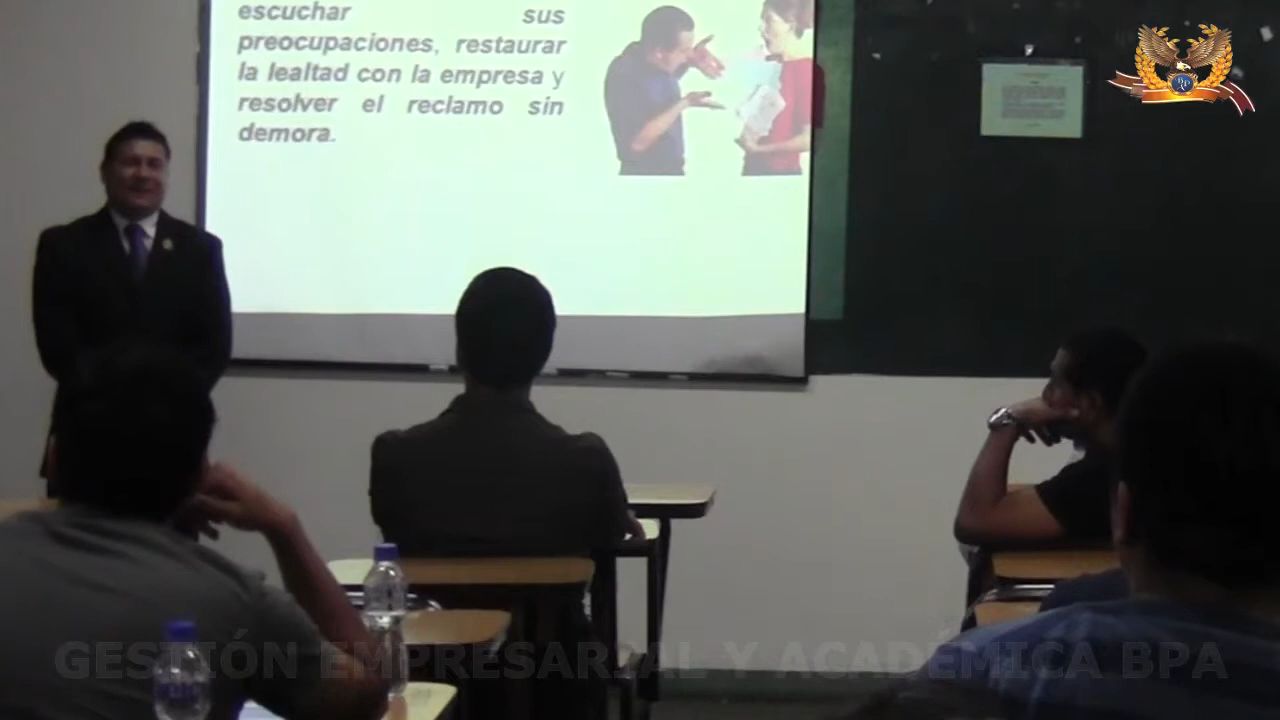 escuchar sus
preocupaciones, restaurar
la lealtad con la empresa y
resolver el reclamo sin
demora.
GESTIÓN EMPRESARIAL Y ACADÉMICA BPA